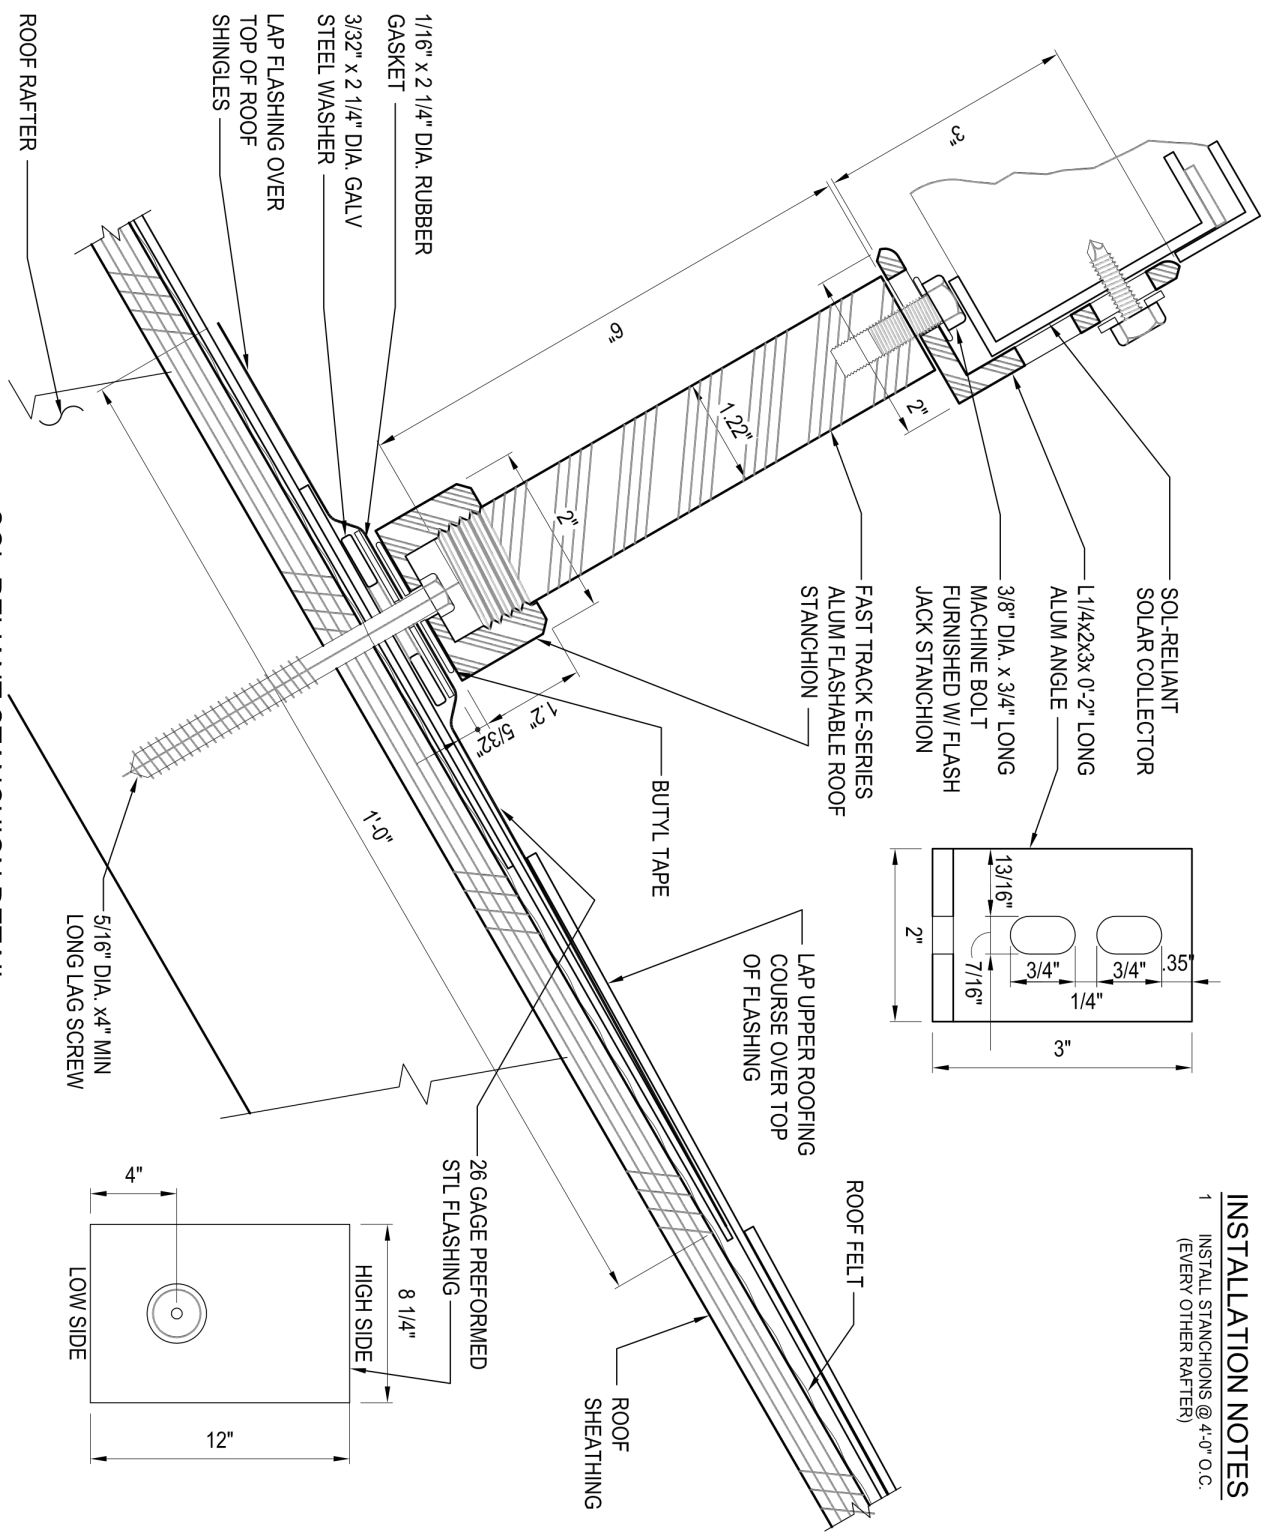 INSTALLATION NOTES
1 INSTALL STANCHIONS @ 4'-0" O.C.
(EVERY OTHER RAFTER)
SOL-RELIANT
SOLAR COLLECTOR
L1/4x2x3x 0'-2" LONG
ALUM ANGLE
3/8" DIA. x 3/4" LONG
MACHINE BOLT
FURNISHED W/ FLASH
JACK STANCHION
FAST TRACK E-SERIES
ALUM FLASHABLE ROOF
STANCHION
BUTYL TAPE
LAP UPPER ROOFING
COURSE OVER TOP
OF FLASHING
ROOF FELT
ROOF
SHEATHING
26 GAGE PREFORMED
STL FLASHING
5/16" DIA. x4" MIN
LONG LAG SCREW
1/16" x 2 1/4" DIA. RUBBER
GASKET
3/32" x 2 1/4" DIA. GALV
STEEL WASHER
LAP FLASHING OVER
TOP OF ROOF
SHINGLES
ROOF RAFTER
3"
6"
2"
1.22"
2"
1.2"
5/32"
1'-0"
13/16"
7/16"
3/4"
3/4"
.35"
1/4"
2"
3"
4"
8 1/4"
HIGH SIDE
LOW SIDE
12"